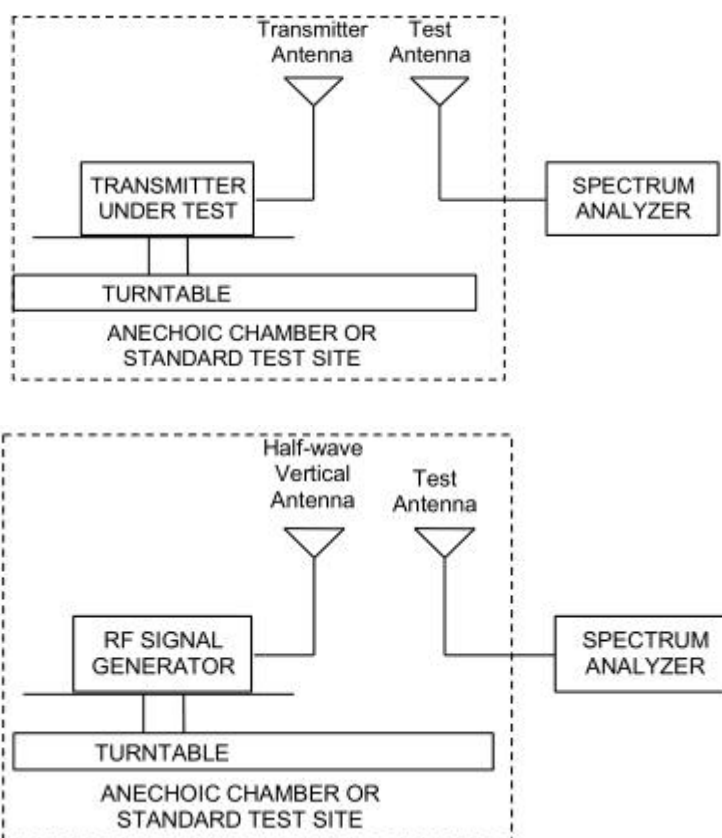 Transmitter
Antenna
Test
Antenna
TRANSMITTER
UNDER TEST
SPECTRUM
ANALYZER
TURNTABLE
ANECHOIC CHAMBER OR
STANDARD TEST SITE
Half-wave
Vertical
Antenna
Test
Antenna
RF SIGNAL
GENERATOR
SPECTRUM
ANALYZER
TURNTABLE
ANECHOIC CHAMBER OR
STANDARD TEST SITE